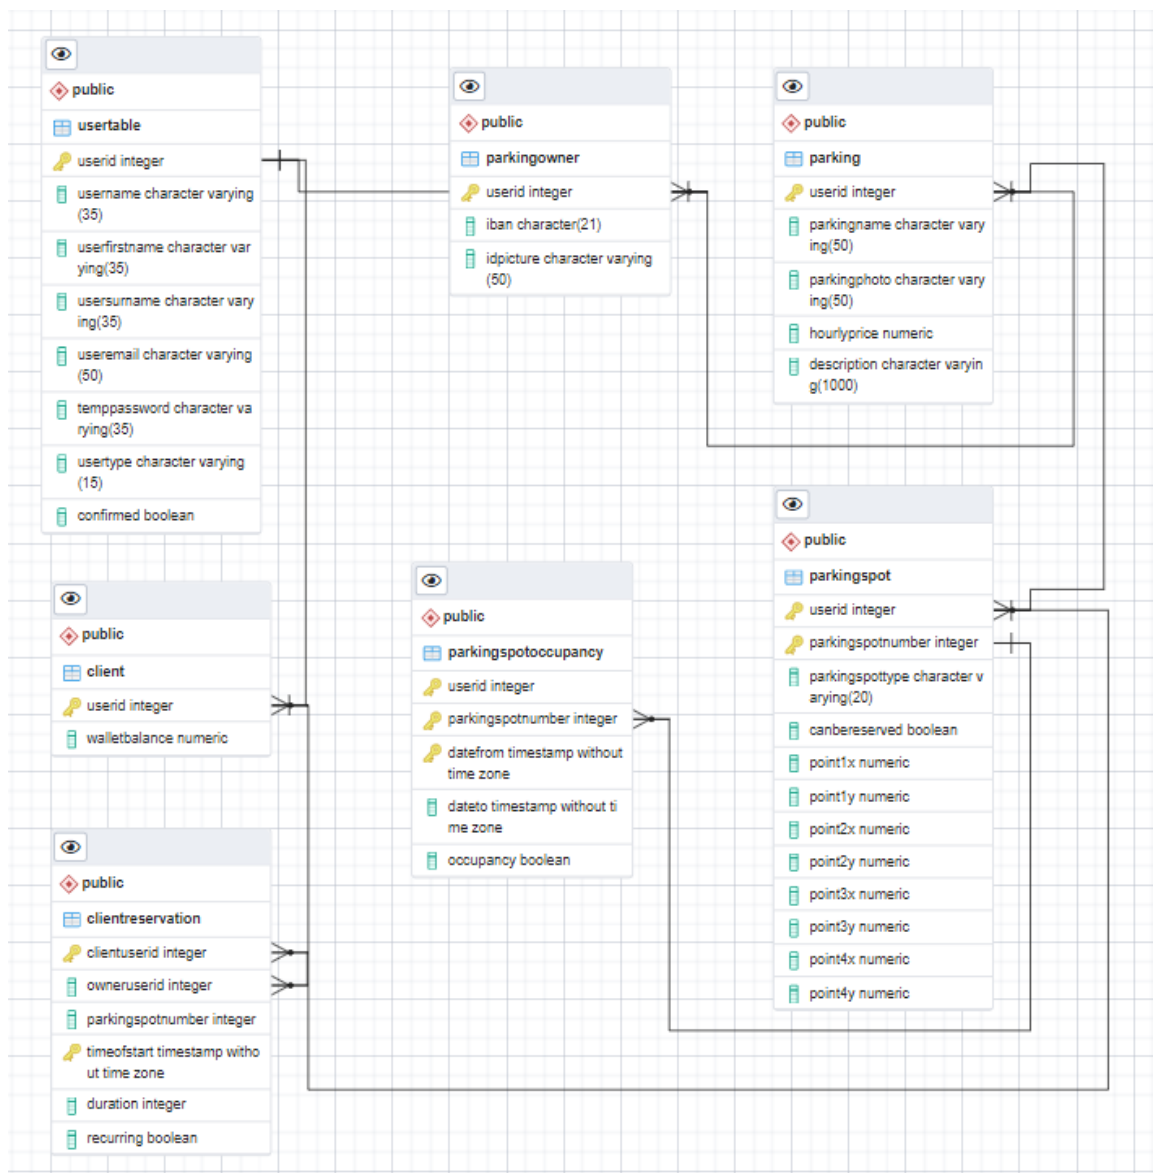 public
usertable
userid integer
username character varying
(35)
userfirstname character var
ying(35)
usersurname character vary
ing(35)
useremail character varying
(50)
temppassword character va
rying(35)
usertype character varying
(15)
confirmed boolean
public
parkingowner
userid integer
iban character(21)
idpicture character varying
(50)
public
parking
userid integer
parkingname character vary
ing(50)
parkingphoto character vary
ing(50)
hourlyprice numeric
description character varyin
g(1000)
public
client
userid integer
walletbalance numeric
public
parkingspotoccupancy
userid integer
parkingspotnumber integer
datefrom timestamp without
time zone
dateto timestamp without ti
me zone
occupancy boolean
public
parkingspot
userid integer
parkingspotnumber integer
parkingspottype character v
arying(20)
canbereserved boolean
point1x numeric
point1y numeric
point2x numeric
point2y numeric
point3x numeric
point3y numeric
point4x numeric
point4y numeric
public
clientreservation
clientuserid integer
owneruserid integer
parkingspotnumber integer
timeofstart timestamp witho
ut time zone
duration integer
recurring boolean